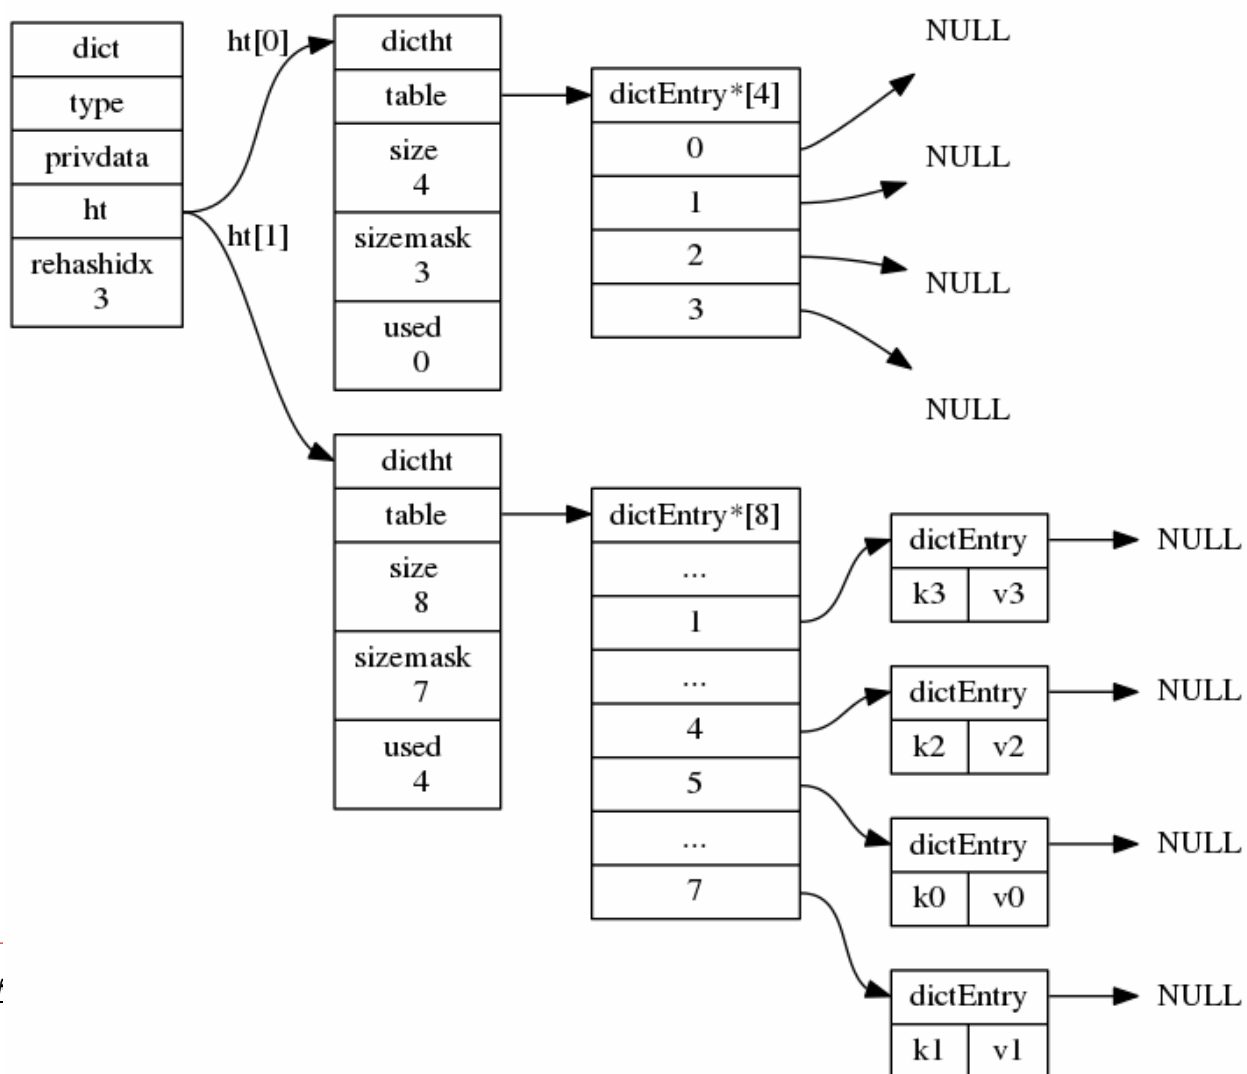 dict
type
privdata
ht
rehashidx
3
ht[0]
ht[1]
dictht
table
size
4
sizemask
3
used
0
dictEntry*[4]
0
1
2
3
NULL
NULL
NULL
NULL
dictht
table
size
8
sizemask
7
used
4
dictEntry*[8]
...
1
...
4
5
...
7
dictEntry
k3 v3
NULL
dictEntry
k2 v2
NULL
dictEntry
k0 v0
NULL
dictEntry
k1 v1
NULL